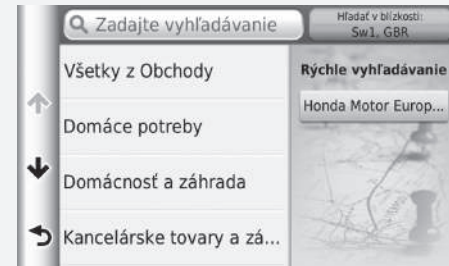 Zadajte vyhľadávanie
Hľadať v blízkosti:
Sw1, GBR
Všetky z Obchody
Rýchle vyhľadávanie
Honda Motor Europ...
Domáce potreby
Domácnosť a záhrada
Kancelárske tovary a zá...